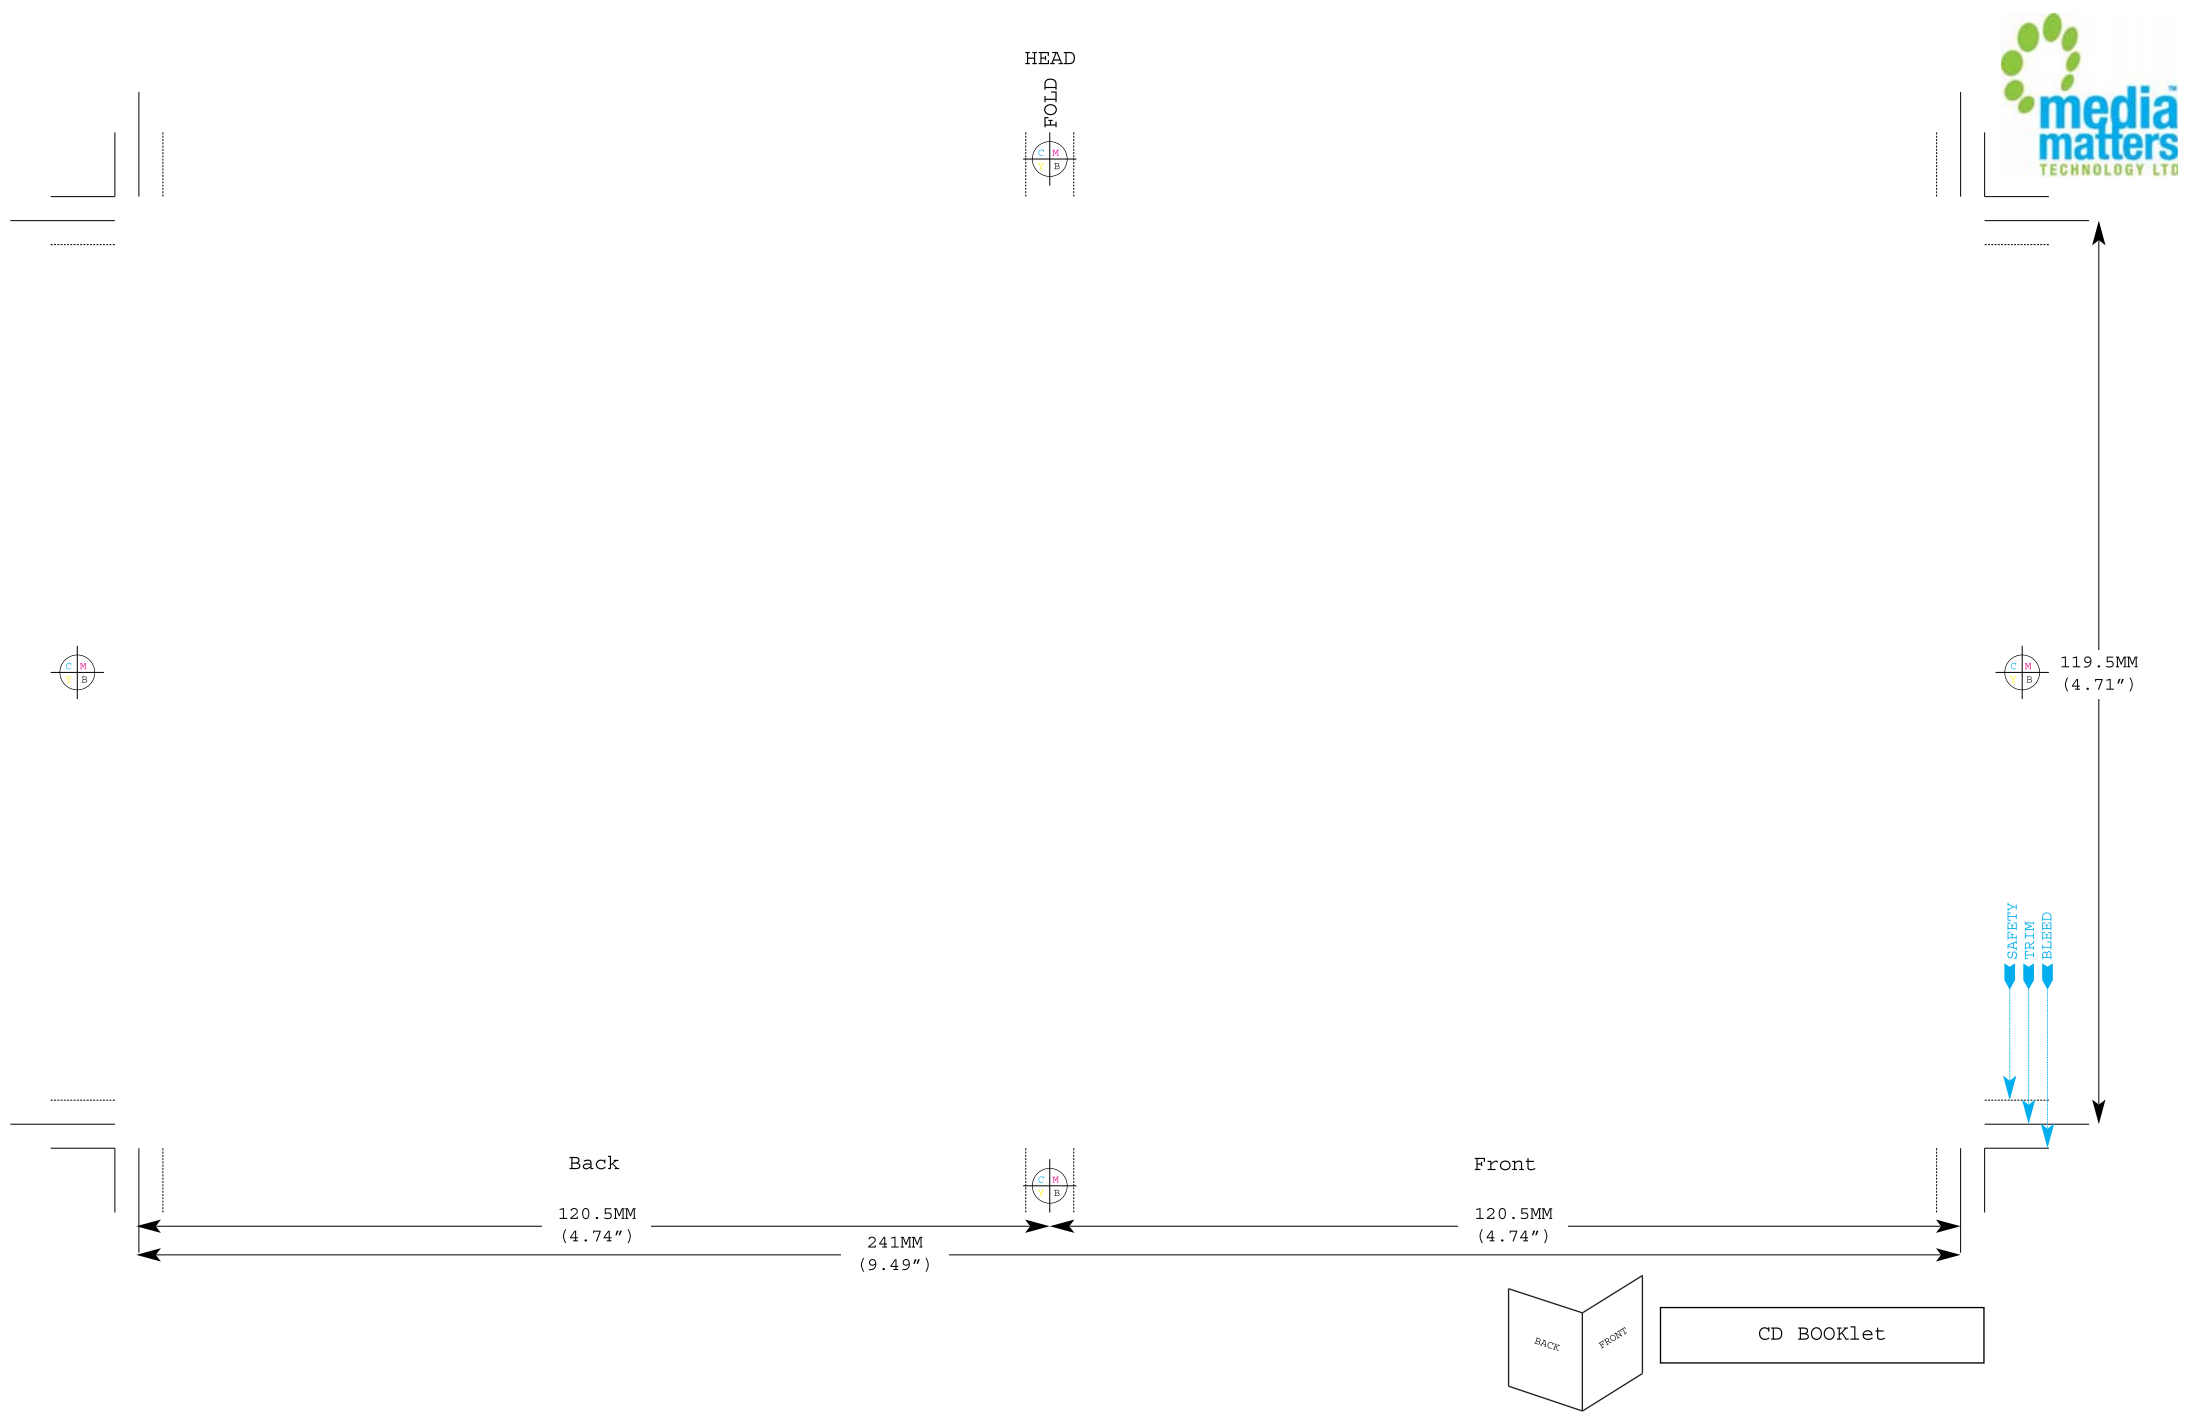 HEAD
FOLD
media™
matters
TECHNOLOGY LTD
C M
Y B
C M
Y B
C M
Y B
119.5MM
(4.71”)
SAFETY
TRIM
BLEED
Back
Front
C M
Y B
120.5MM
(4.74”)
120.5MM
(4.74”)
241MM
(9.49”)
BACK
FRONT
CD BOOKlet